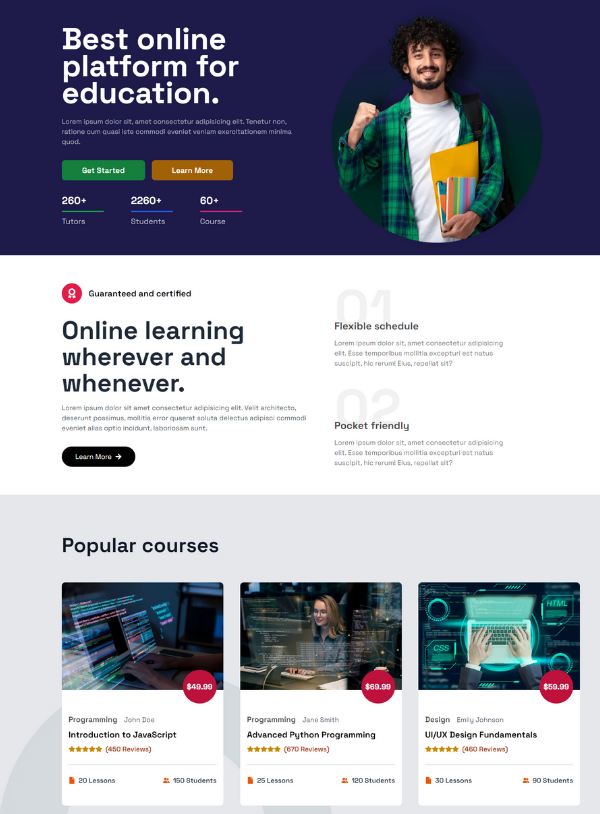 Best online
platform for
education.
Lorem ipsum dolor sit, amet consectetur adipisicing elit. Tenetur non,
ratione cum quasi iste commodi eveniet veniam exercitationem minima
quod.
Get Started
Learn More
260+
2260+
60+
Tutors
Students
Course
Guaranteed and certified
Online learning
wherever and
whenever.
Lorem ipsum dolor sit amet consectetur adipisicing elit. Velit architecto,
deserunt possimus, mollitia error quaerat soluta delectus adipisci commodi
eveniet alias optio incidunt, laboriosam sunt.
Learn More
01
Flexible schedule
Lorem ipsum dolor sit, amet consectetur adipisicing
elit. Esse temporibus mollitia excepturi est natus
suscipit, hic rerum! Eius, repellat sit?
02
Pocket friendly
Lorem ipsum dolor sit, amet consectetur adipisicing
elit. Esse temporibus mollitia excepturi est natus
suscipit, hic rerum! Eius, repellat sit?
Popular courses
$49.99
Programming John Doe
Introduction to JavaScript
(450 Reviews)
20 Lessons
150 Students
$69.99
Programming Jane Smith
Advanced Python Programming
(670 Reviews)
25 Lessons
120 Students
HTML
CSS
$59.99
Design Emily Johnson
UI/UX Design Fundamentals
(460 Reviews)
30 Lessons
90 Students